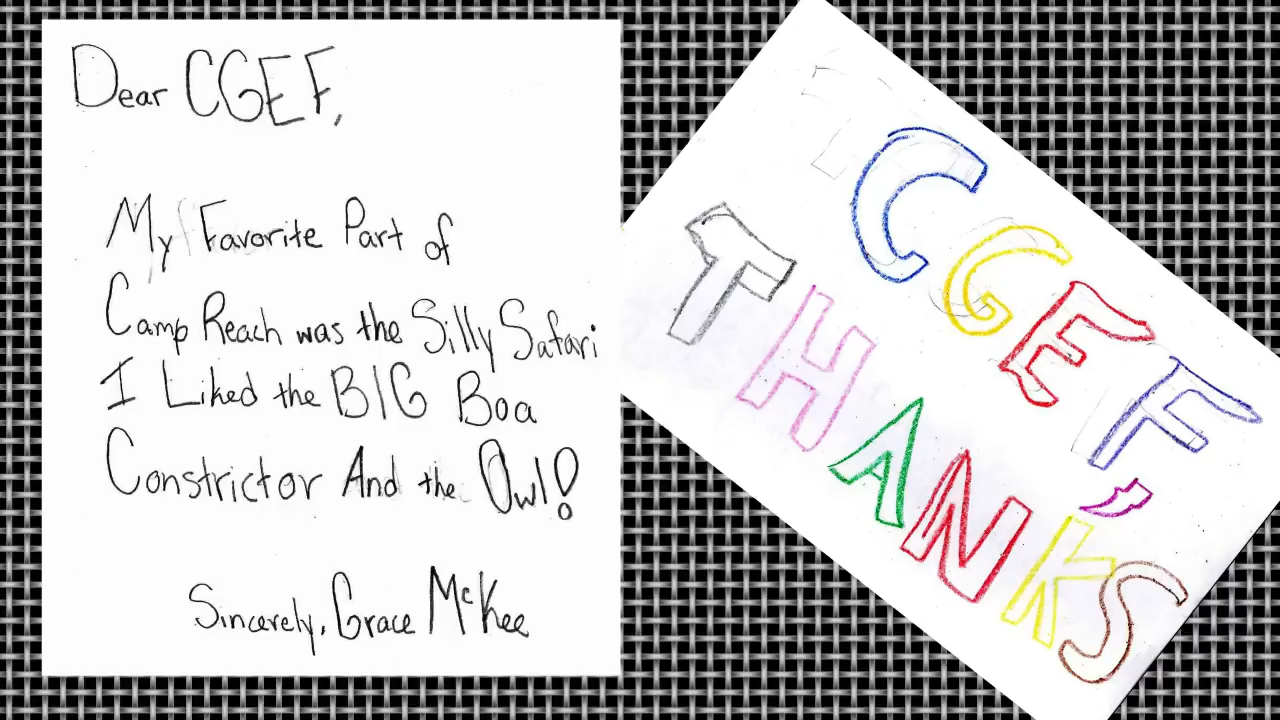 Dear CGEF,
My Favorite Part of
Camp Reach was the Silly Safari
I Liked the BIG Boa
Constrictor And the Owl!
Sincerely, Grace McKee
CGEF,
THANKS